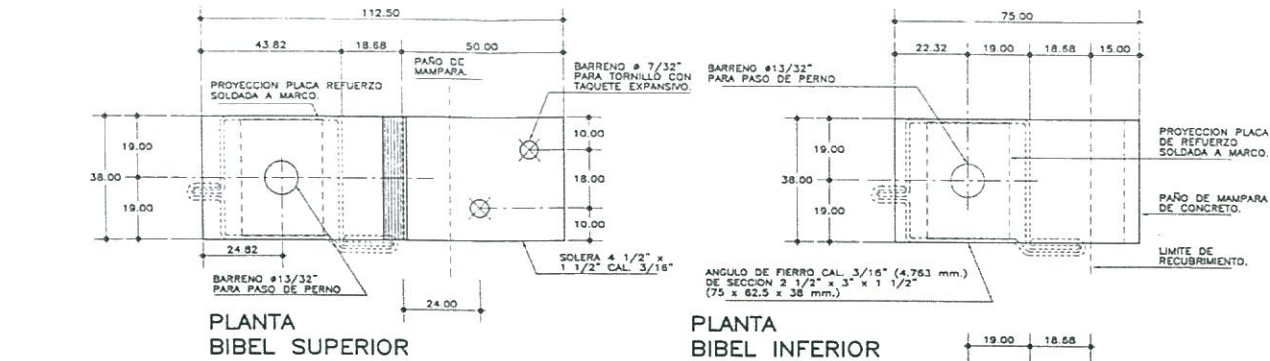 112.50
43.82
18.68
50.00
PAÑO DE
MAMPARA.
PROYECCION PLACA REFUERZO
SOLDADA A MARCO.
BARRENO ø 7/32"
PARA TORNILLO CON
TAQUETE EXPANSIVO.
19.00
38.00
19.00
10.00
18.00
10.00
24.82
BARRENO ø13/32"
PARA PASO DE PERNO
24.00
SOLERA 4 1/2" x
1 1/2" CAL. 3/16"
PLANTA
BIBEL SUPERIOR
75.00
22.32
19.00
18.68
15.00
BARRENO ø13/32"
PARA PASO DE PERNO
19.00
38.00
19.00
PROYECCION PLACA
DE REFUERZO
SOLDADA A MARCO.
PAÑO DE MAMPARA
DE CONCRETO.
LIMITE DE
RECUBRIMIENTO.
ANGULO DE FIERRO CAL. 3/16" (4.763 mm.)
DE SECCION 2 1/2" x 3" x 1 1/2"
(75 x 62.5 x 38 mm.)
PLANTA
BIBEL INFERIOR
19.00
18.68